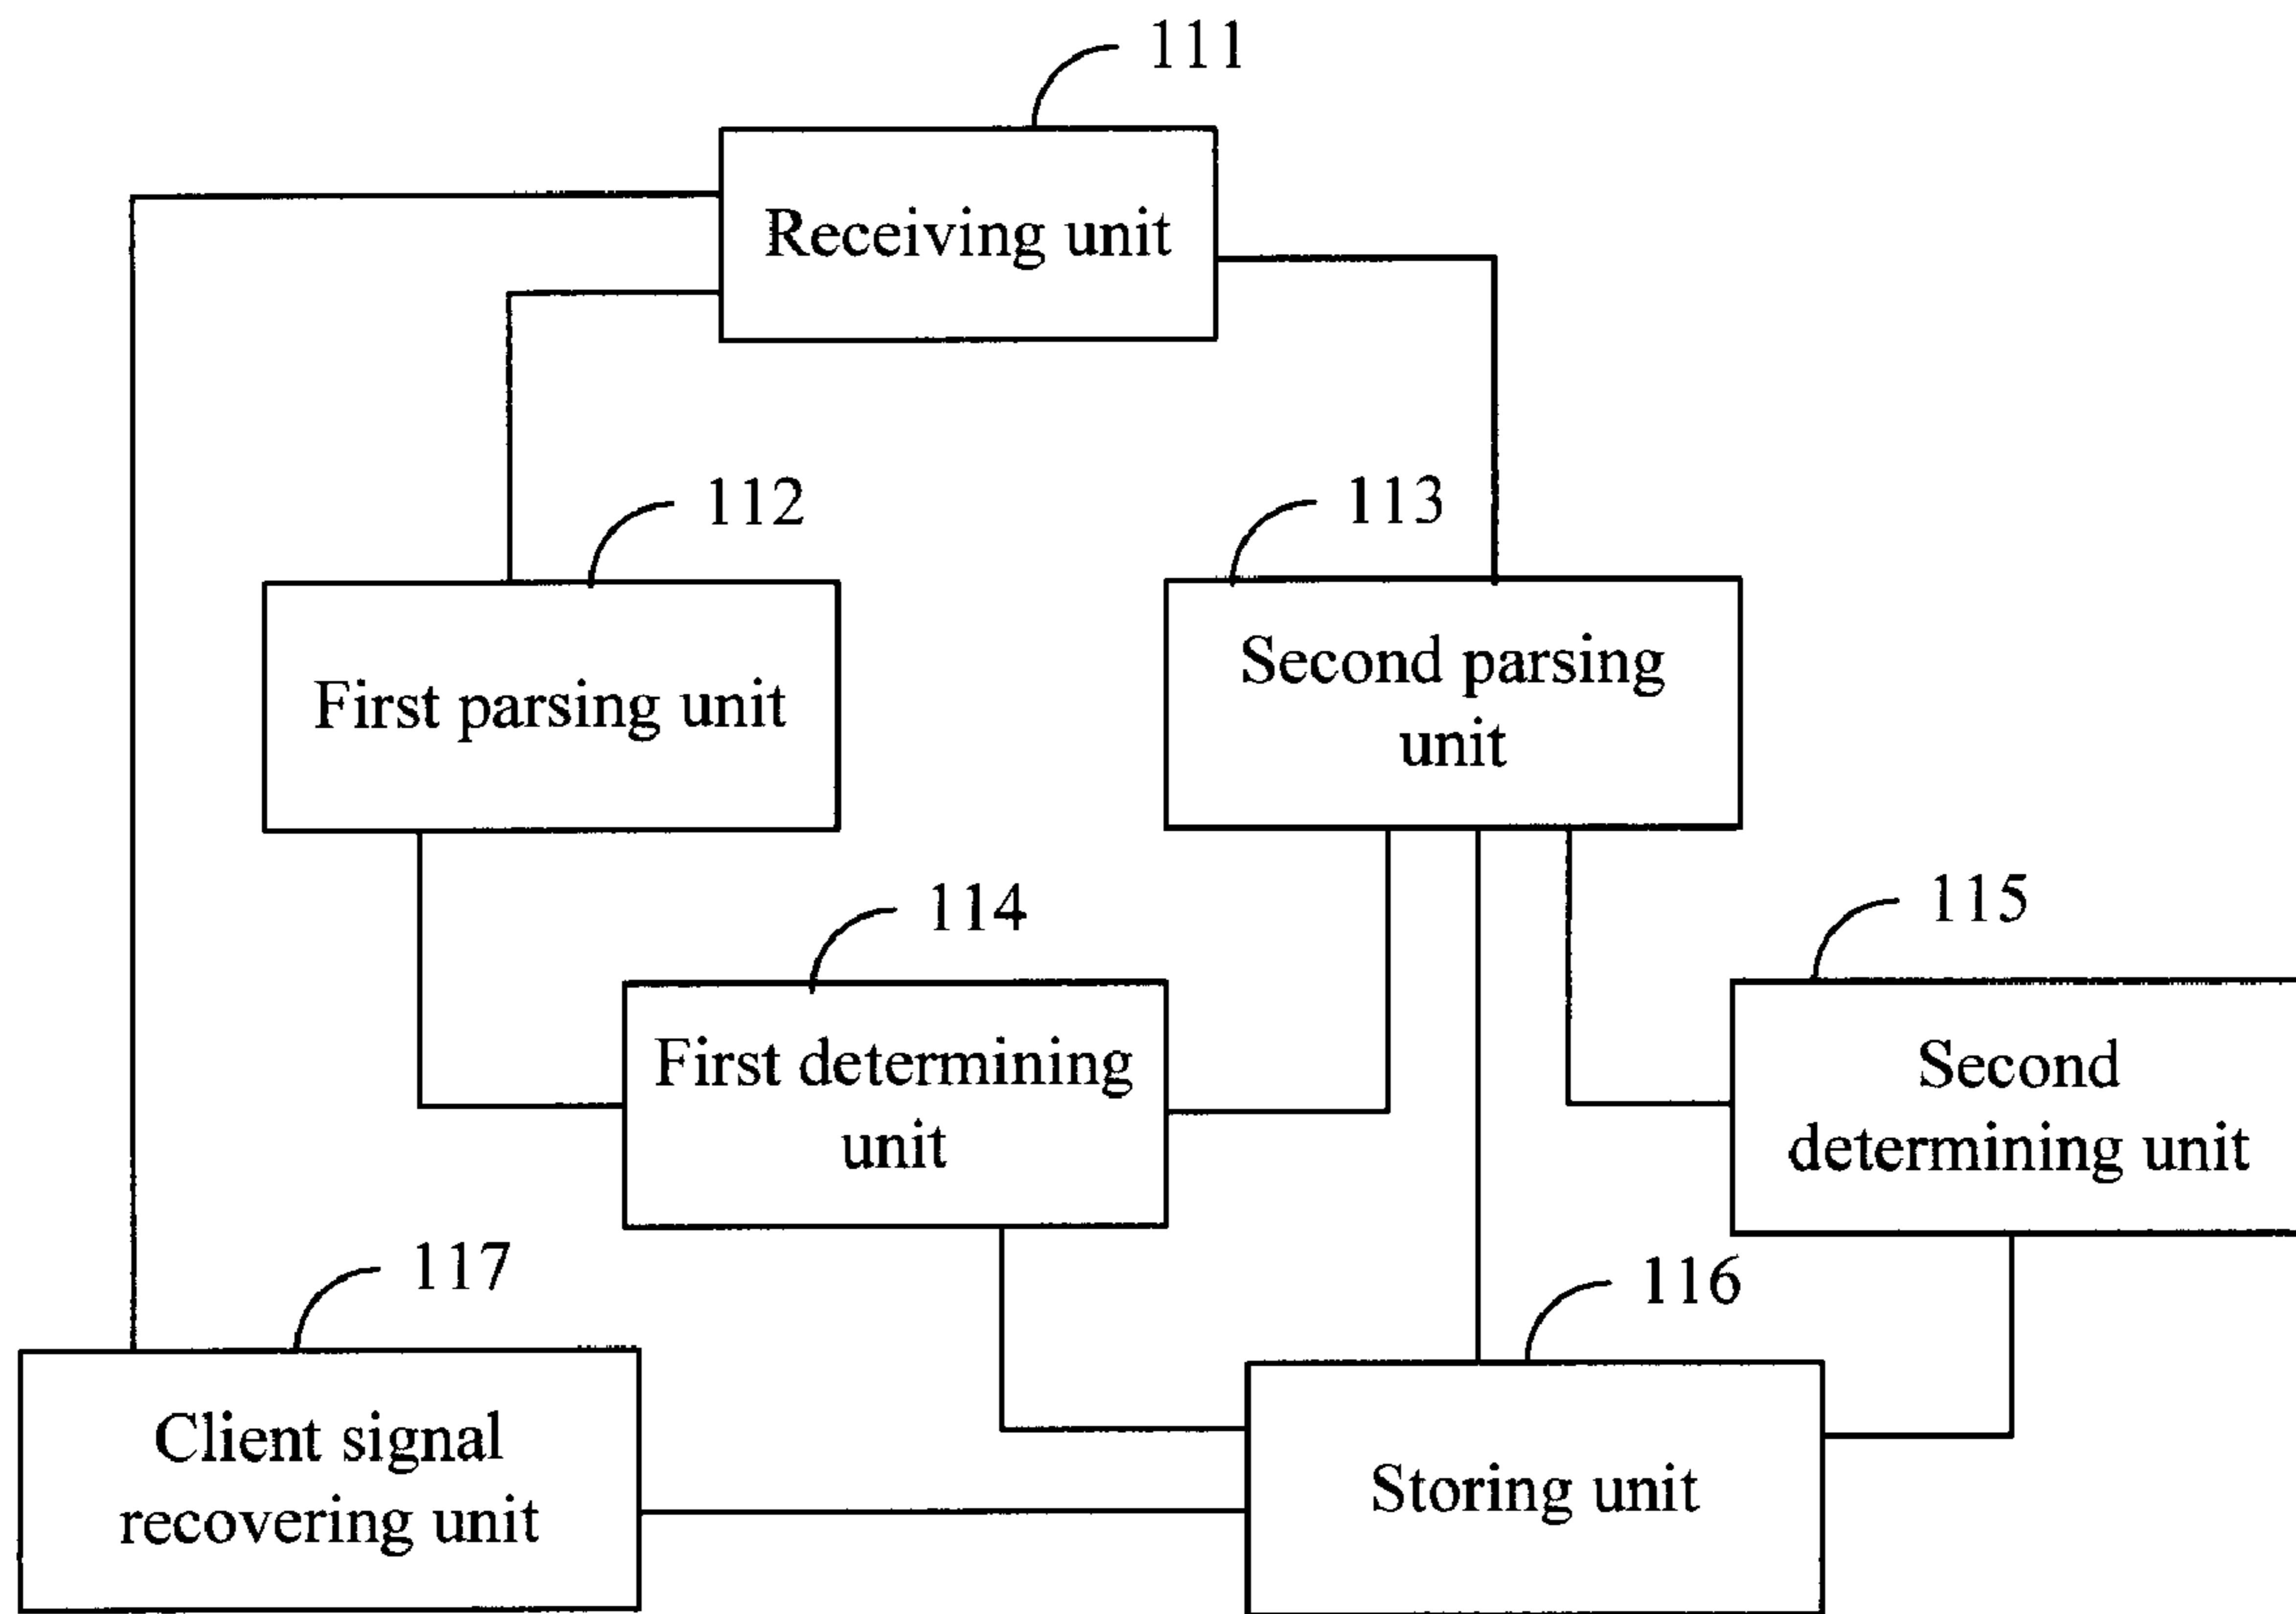 111
Receiving unit
112
113
First parsing unit
Second parsing
unit
114
115
First determining
unit
Second
determining unit
117
116
Client signal
recovering unit
Storing unit